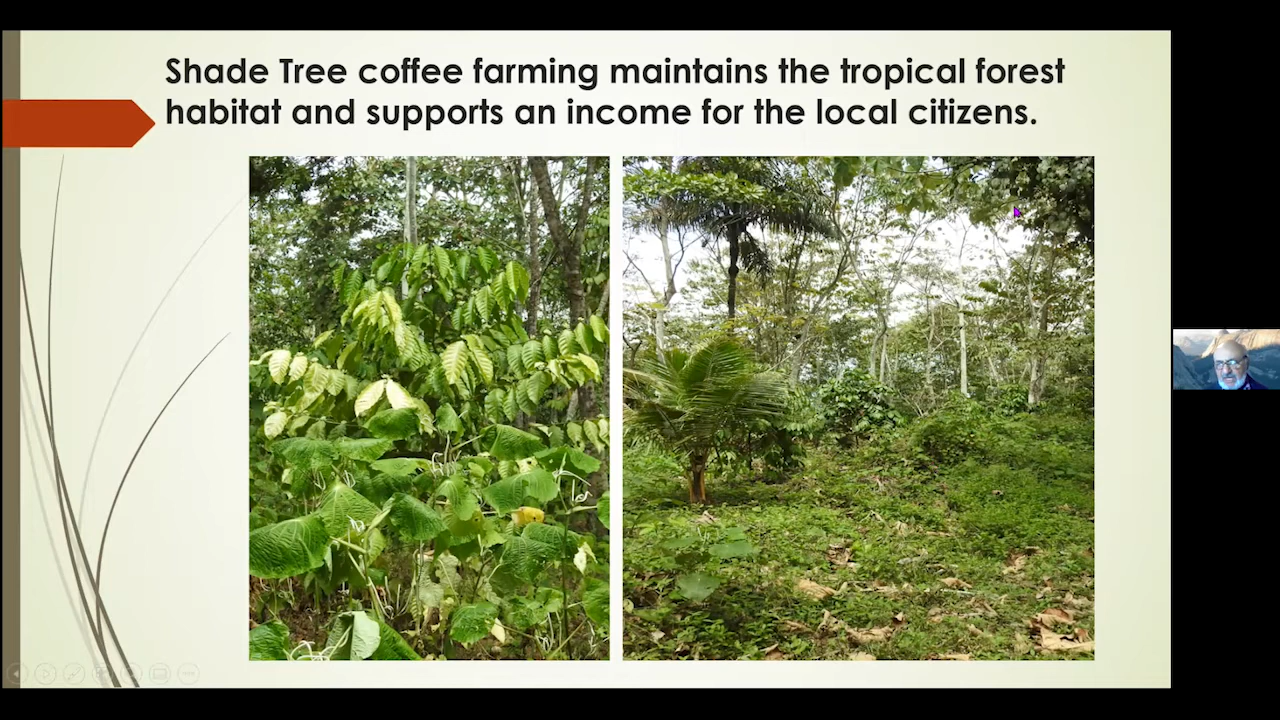 Shade Tree coffee farming maintains the tropical forest
habitat and supports an income for the local citizens.